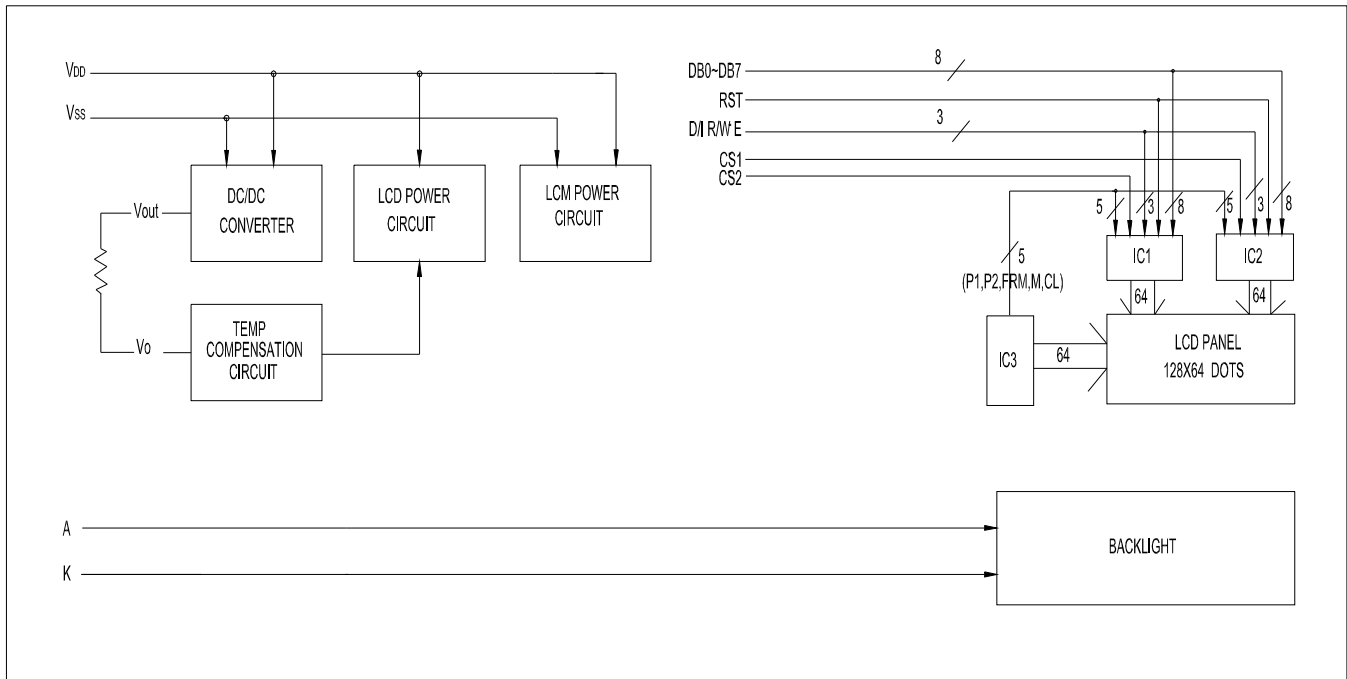 VDD
VSS
DC/DC
CONVERTER
LCD POWER
CIRCUIT
LCM POWER
CIRCUIT
Vout
Vo
TEMP
COMPENSATION
CIRCUIT
DB0~DB7
8
RST
D/I R/W E
3
CS1
CS2
5
3
8
5
3
8
IC1
IC2
5
(P1,P2,FRM,M,CL)
64
64
IC3
64
LCD PANEL
128X64 DOTS
A
K
BACKLIGHT